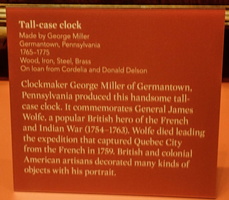 Tall-case clock
Made by George Miller
Germantown, Pennsylvania
1765–1775
Wood, Iron, Steel, Brass
On loan from Cordelia and Donald Delson
Clockmaker George Miller of Germantown,
Pennsylvania produced this handsome tall-
case clock. It commemorates General James
Wolfe, a popular British hero of the French
and Indian War (1754–1763). Wolfe died leading
the expedition that captured Quebec City
from the French in 1759. British and colonial
American artisans decorated many kinds of
objects with his portrait.